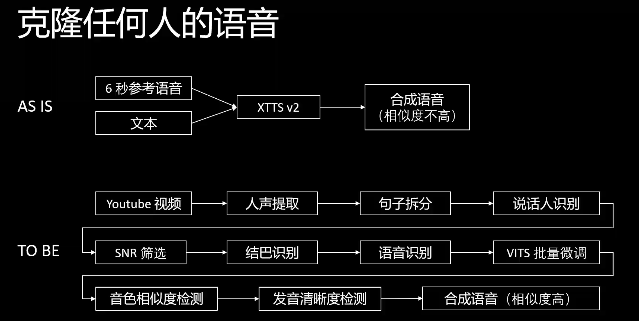 克隆任何人的语音
AS IS
6 秒参考语音
文本
XTTS v2
合成语音
（相似度不高）
TO BE
Youtube 视频
人声提取
句子拆分
说话人识别
SNR 筛选
结巴识别
语音识别
VITS 批量微调
音色相似度检测
发音清晰度检测
合成语音（相似度高）